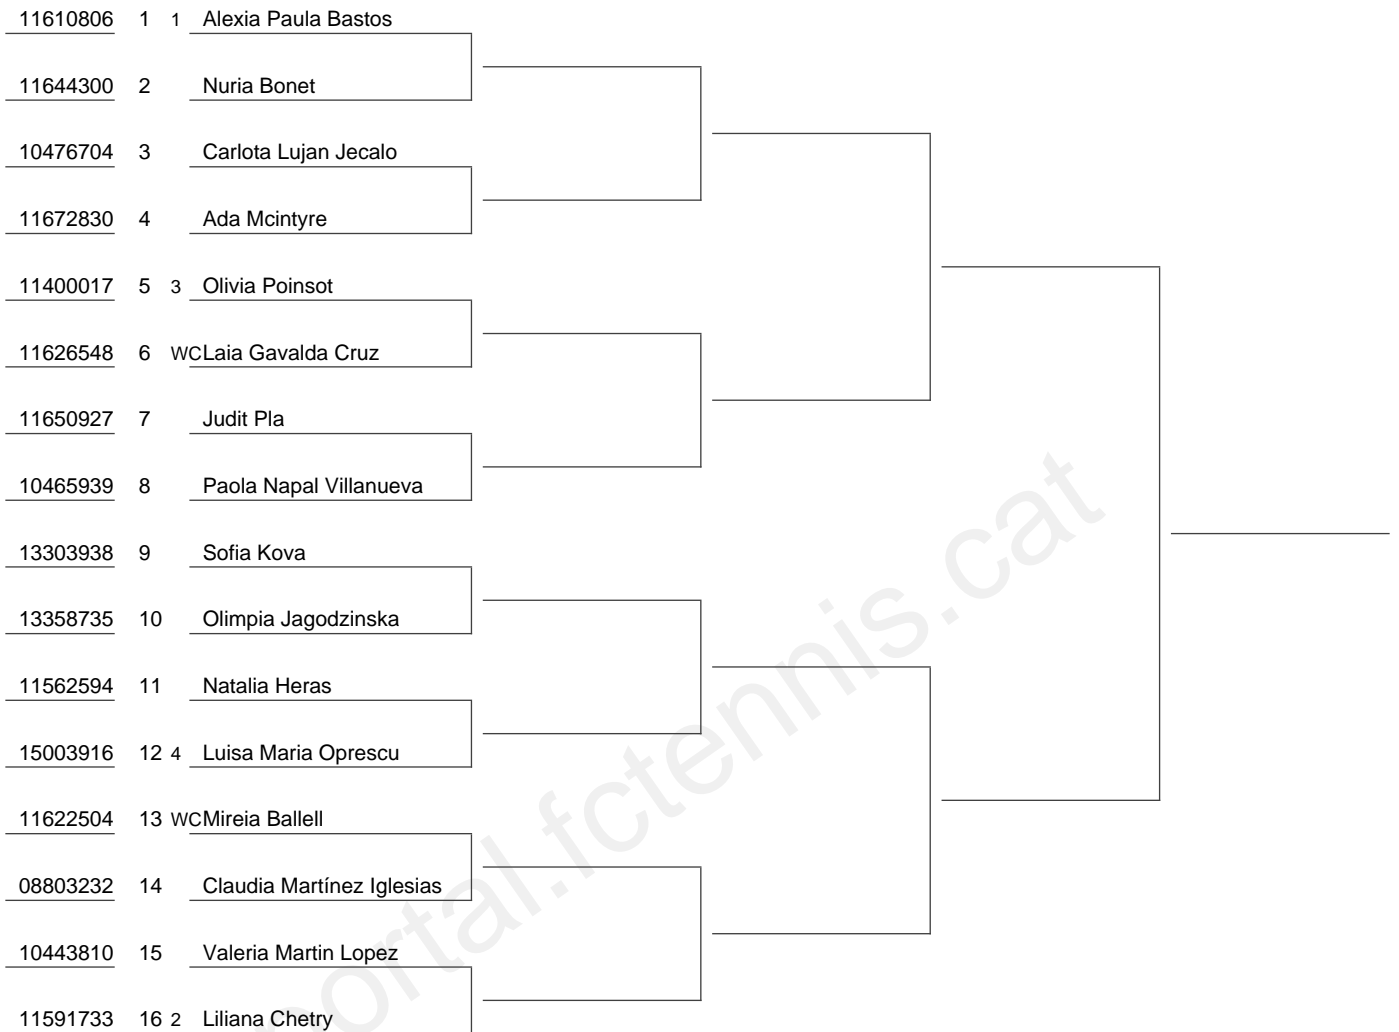 11610806 1 1 Alexia Paula Bastos
11644300 2 Nuria Bonet
10476704 3 Carlota Lujan Jecalo
11672830 4 Ada Mcintyre
11400017 5 3 Olivia Poinsot
11626548 6 WC Laia Gavalda Cruz
11650927 7 Judit Pla
10465939 8 Paola Napal Villanueva
13303938 9 Sofia Kova
13358735 10 Olimpia Jagodzinska
11562594 11 Natalia Heras
15003916 12 4 Luisa Maria Oprescu
11622504 13 WC Mireia Ballell
08803232 14 Claudia Martínez Iglesias
10443810 15 Valeria Martin Lopez
11591733 16 2 Liliana Chetry
portal.fctennis.cat